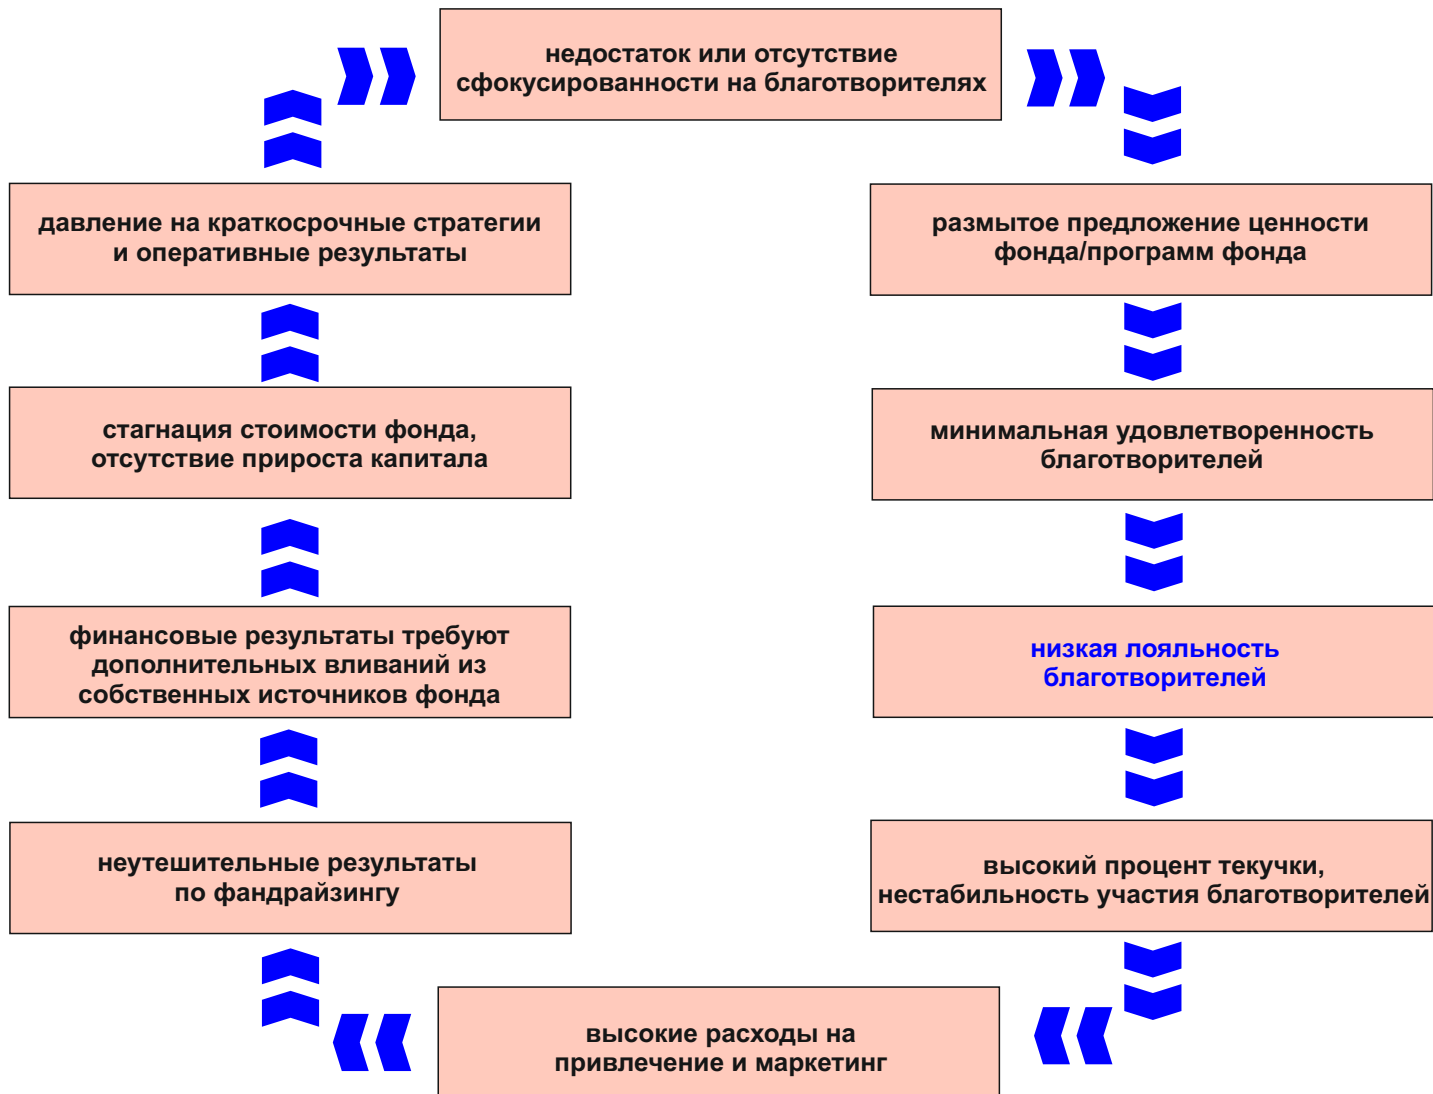 недостаток или отсутствие
сфокусированности на благотворителях
давление на краткосрочные стратегии
и оперативные результаты
размытое предложение ценности
фонда/программ фонда
стагнация стоимости фонда,
отсутствие прироста капитала
минимальная удовлетворенность
благотворителей
финансовые результаты требуют
дополнительных вливаний из
собственных источников фонда
низкая лояльность
благотворителей
неутешительные результаты
по фандрайзингу
высокий процент текучки,
нестабильность участия благотворителей
высокие расходы на
привлечение и маркетинг